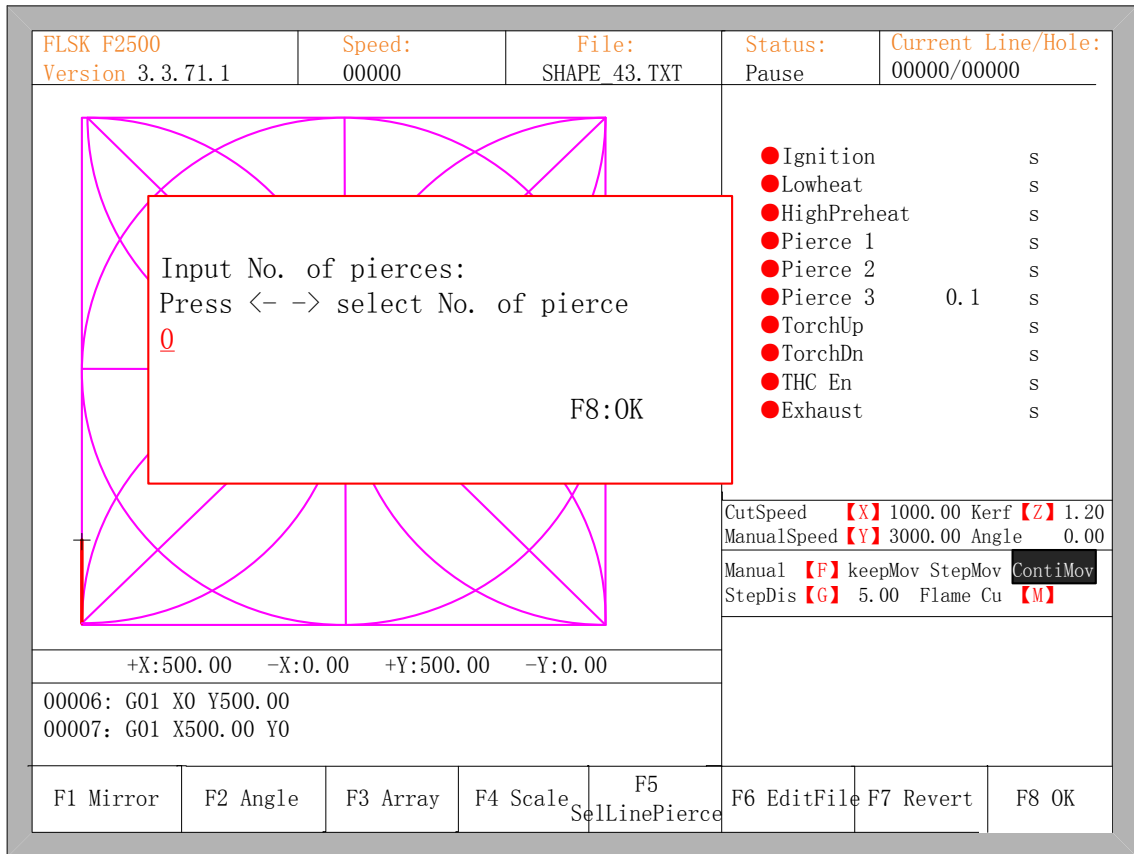 FLSK F2500
Version 3.3.71.1
Speed:
00000
File:
SHAPE_43.TXT
Status:
Pause
Current Line/Hole:
00000/00000
Input No. of pierces:
Press <- -> select No. of pierce
0
F8:OK
Ignition s
Lowheat s
HighPreheat s
Pierce 1 s
Pierce 2 s
Pierce 3 0.1 s
TorchUp s
TorchDn s
THC En s
Exhaust s
CutSpeed 【X】 1000.00 Kerf 【Z】 1.20
ManualSpeed 【Y】 3000.00 Angle 0.00
Manual 【F】 keepMov StepMov ContiMov
StepDis 【G】 5.00 Flame Cu 【M】
+X:500.00 -X:0.00 +Y:500.00 -Y:0.00
00006: G01 X0 Y500.00
00007: G01 X500.00 Y0
F1 Mirror
F2 Angle
F3 Array
F4 Scale
F5
SelLinePierce
F6 EditFile
F7 Revert
F8 OK